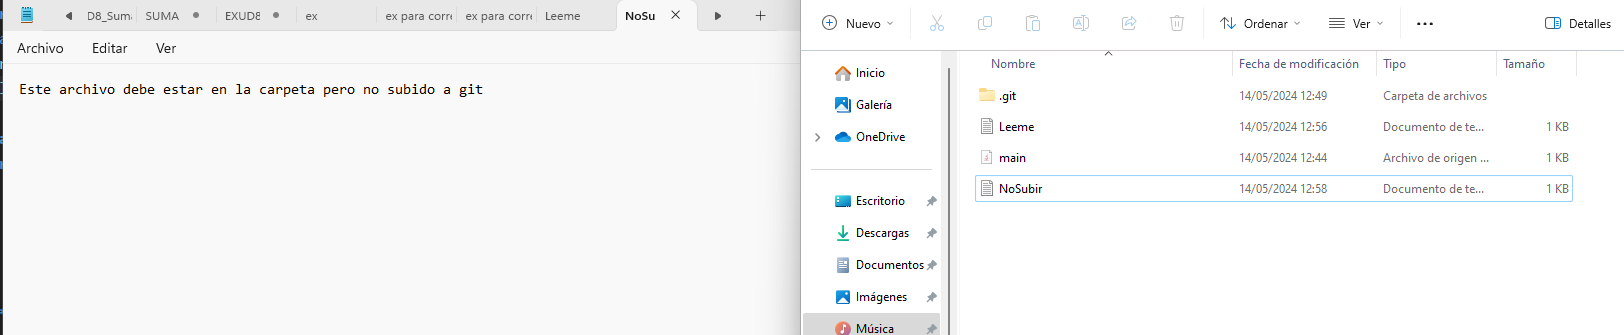 D8_Suma SUMA EXUD8 ex ex para corre ex para corre Leeme NoSu
Archivo Editar Ver
Este archivo debe estar en la carpeta pero no subido a git
Nuevo Ordenar Ver Detalles
Nombre Fecha de modificación Tipo Tamaño
Inicio
Galería
OneDrive
Escritorio
Descargas
Documentos
Imágenes
Música
.git 14/05/2024 12:49 Carpeta de archivos
Leeme 14/05/2024 12:56 Documento de te... 1 KB
main 14/05/2024 12:44 Archivo de origen ... 1 KB
NoSubir 14/05/2024 12:58 Documento de te... 1 KB